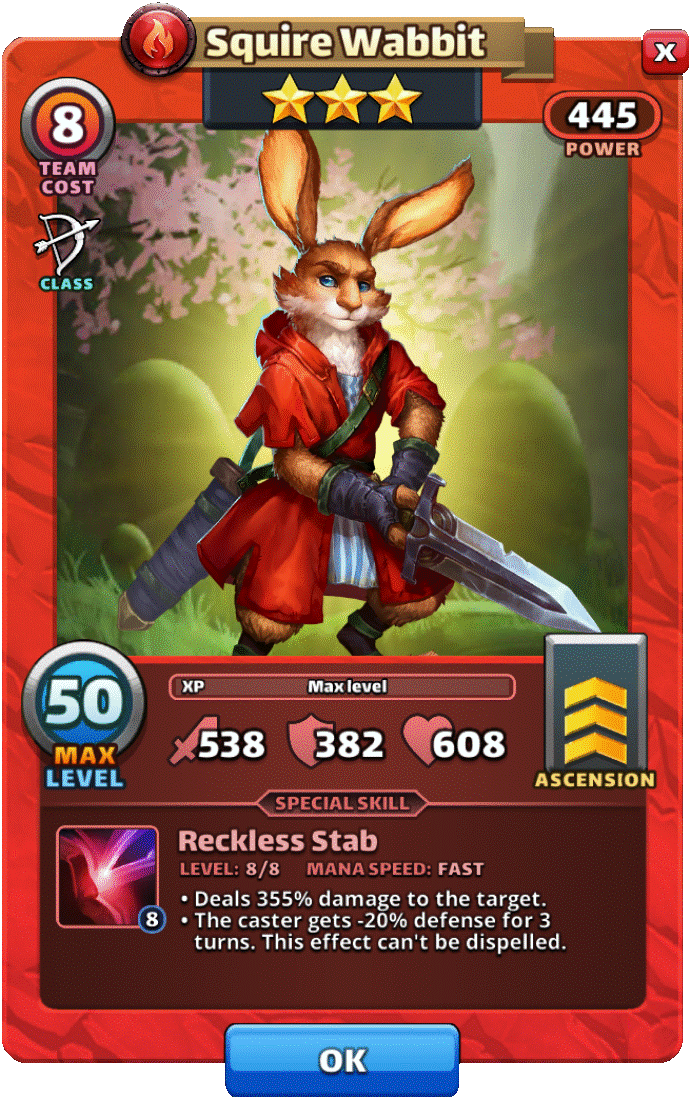 Squire Wabbit
X
8
TEAM
COST
445
POWER
CLASS
50
MAX
LEVEL
XP Max level
538 382 608
ASCENSION
SPECIAL SKILL
Reckless Stab
LEVEL: 8/8 MANA SPEED: FAST
8
• Deals 355% damage to the target.
• The caster gets -20% defense for 3
turns. This effect can't be dispelled.
OK